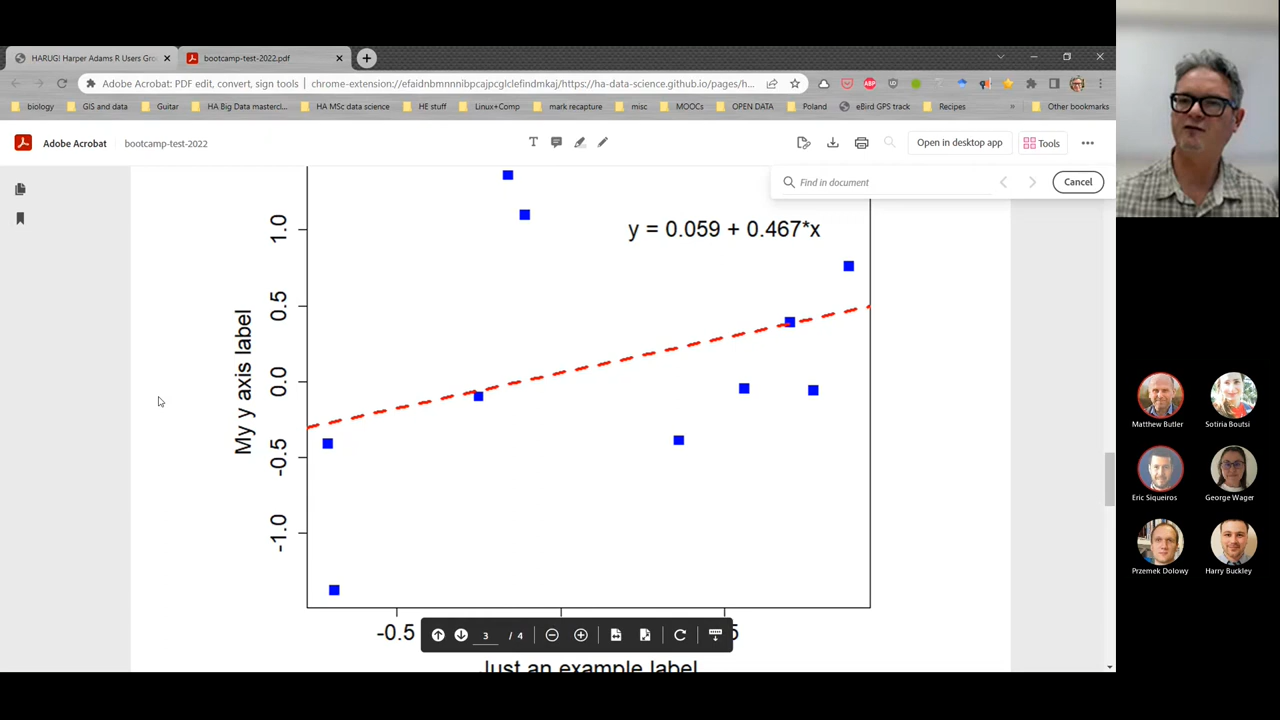 HARUG! Harper Adams R Users Gro
bootcamp-test-2022.pdf
Adobe Acrobat: PDF edit, convert, sign tools | chrome-extension://efaidnbmnnnibpcajpcglclefindmkaj/https://ha-data-science.github.io/pages/h...
biology
GIS and data
Guitar
HA Big Data mastercl...
HA MSc data science
HE stuff
Linux+Comp
mark recapture
misc
MOOCs
OPEN DATA
Poland
eBird GPS track
Recipes
»
Other bookmarks
Adobe Acrobat
bootcamp-test-2022
Open in desktop app
Tools
Find in document
Cancel
y = 0.059 + 0.467*x
1.0
0.5
0.0
-0.5
-1.0
My y axis label
-0.5
5
3 / 4
Just an example label
Matthew Butler
Sotiria Boutsi
Eric Siqueiros
George Wager
Przemek Dolowy
Harry Buckley